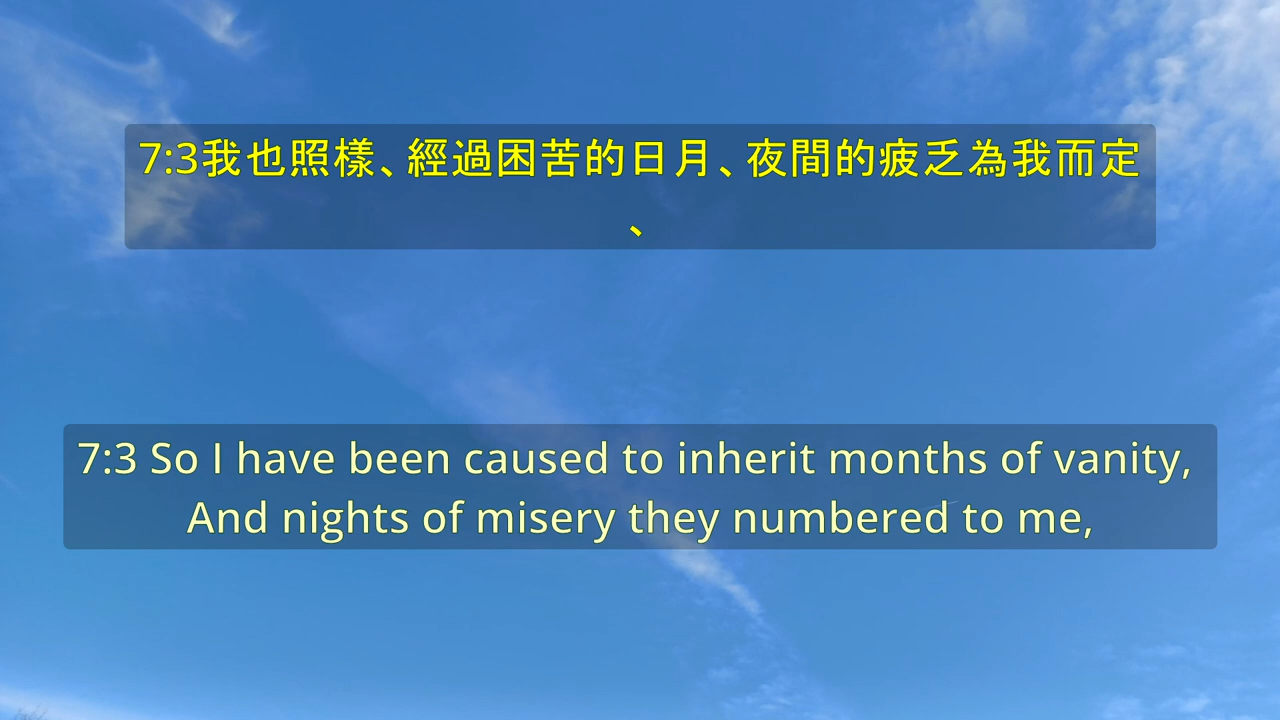 7:3我也照樣、經過困苦的日月、夜間的疲乏為我而定
、
7:3 So I have been caused to inherit months of vanity,
And nights of misery they numbered to me,